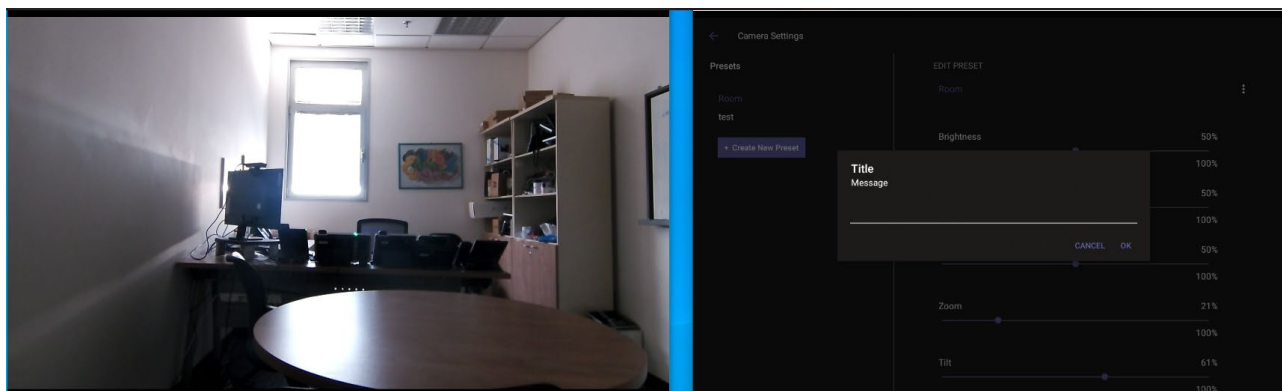 Camera Settings
Presets
Room
test
+ Create New Preset
EDIT PRESET
Room
Brightness
50%
100%
50%
100%
50%
100%
Zoom
21%
100%
Tilt
61%
100%
Title
Message
CANCEL
OK